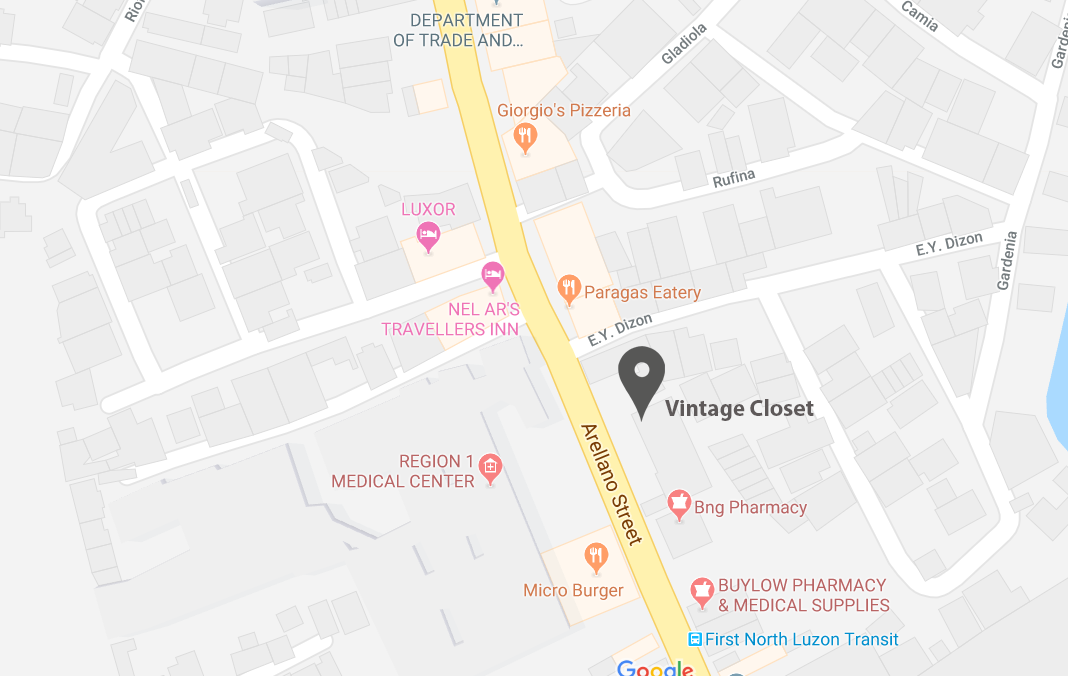 DEPARTMENT
OF TRADE AND...
Camia
Gladiola
Gardenia
Giorgio's Pizzeria
Rufina
LUXOR
E.Y. Dizon
Gardenia
NEL AR'S
TRAVELLERS INN
Paragas Eatery
E.Y. Dizon
Vintage Closet
Arellano Street
REGION 1
MEDICAL CENTER
Bng Pharmacy
Micro Burger
BUYLOW PHARMACY
& MEDICAL SUPPLIES
First North Luzon Transit
Google